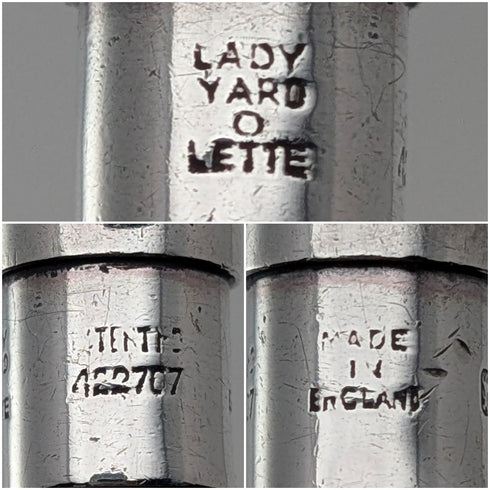 LADY
YARD
O
LETTE
422707
MADE
IN
ENGLAND